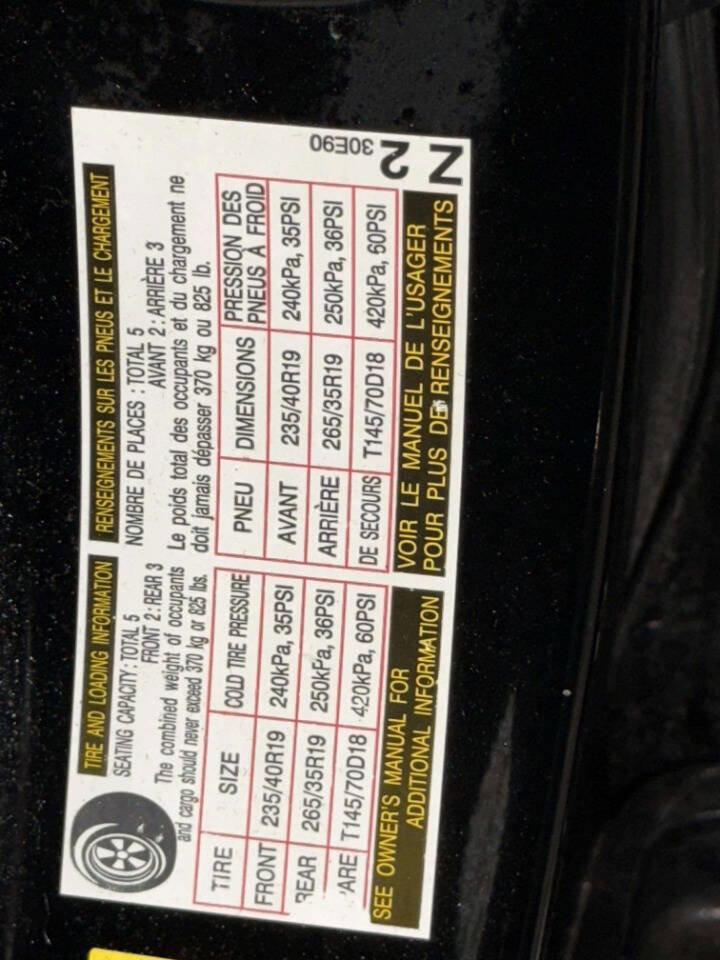 TIRE AND LOADING INFORMATION
SEATING CAPACITY : TOTAL 5
FRONT 2 : REAR 3
The combined weight of occupants
and cargo should never exceed 370 kg or 825 lbs.
TIRE SIZE COLD TIRE PRESSURE
FRONT 235/40R19 240kPa, 35PSI
REAR 265/35R19 250kPa, 36PSI
ARE T145/70D18 420kPa, 60PSI
SEE OWNER'S MANUAL FOR
ADDITIONAL INFORMATION
RENSEIGNEMENTS SUR LES PNEUS ET LE CHARGEMENT
NOMBRE DE PLACES : TOTAL 5
AVANT 2 : ARRIÈRE 3
Le poids total des occupants et du chargement ne
doit jamais dépasser 370 kg ou 825 lb.
PNEU DIMENSIONS PRESSION DES
PNEUS À FROID
AVANT 235/40R19 240kPa, 35PSI
ARRIÈRE 265/35R19 250kPa, 36PSI
DE SECOURS T145/70D18 420kPa, 60PSI
VOIR LE MANUEL DE L'USAGER
POUR PLUS DE RENSEIGNEMENTS
30E90
2
Z